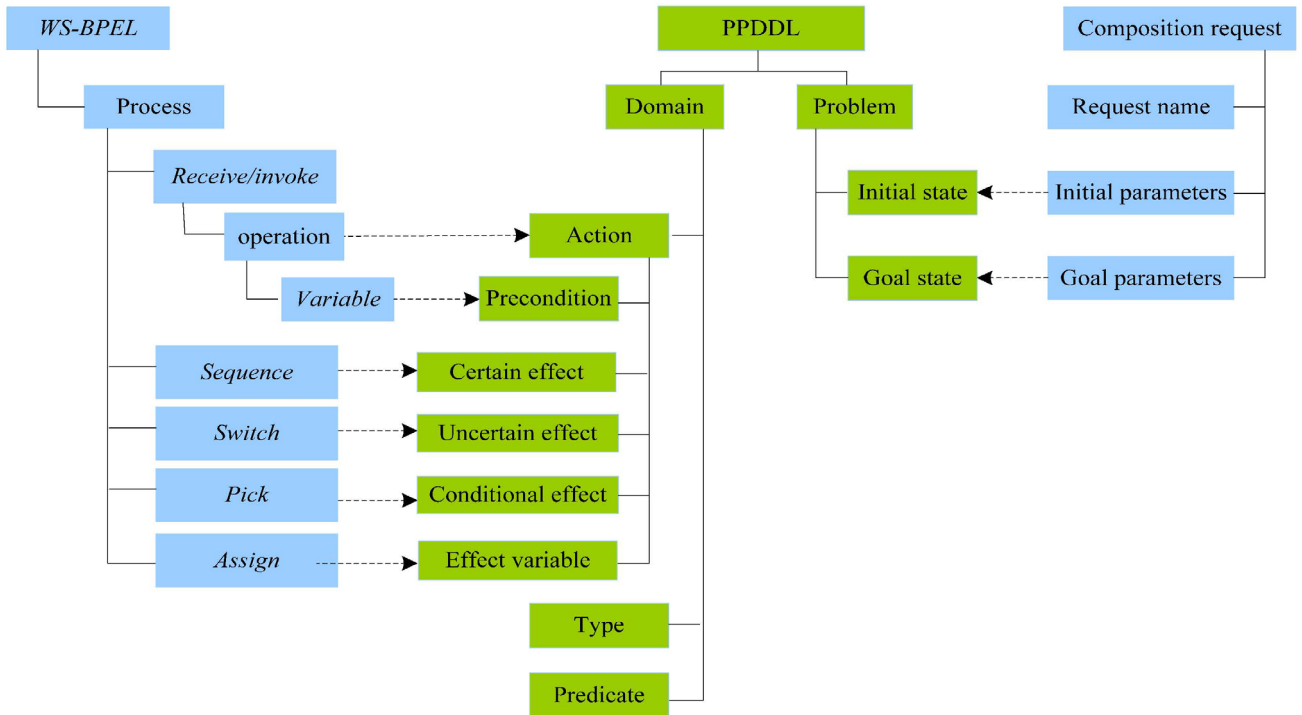 WS-BPEL
PPDDL
Composition request
Process
Domain
Problem
Request name
Receive/invoke
Initial state
Initial parameters
operation
Action
Goal state
Goal parameters
Variable
Precondition
Sequence
Certain effect
Switch
Uncertain effect
Pick
Conditional effect
Assign
Effect variable
Type
Predicate